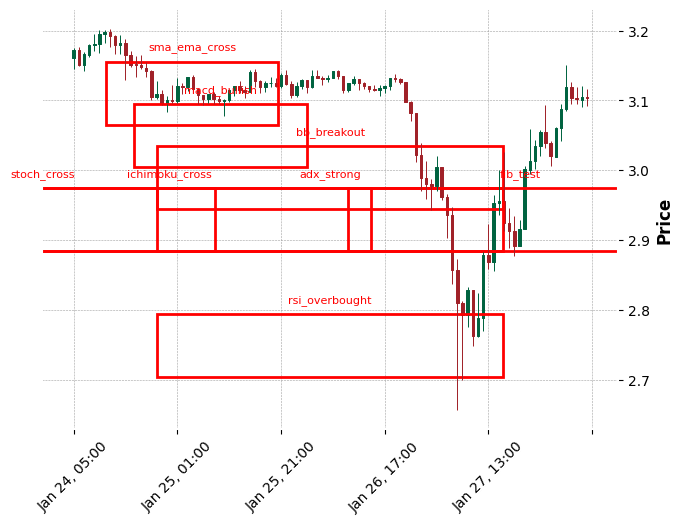 sma_ema_cross
bb_breakout
stoch_cross
ichimoku_cross
adx_strong
rsi_overbought
3.2
3.1
3.0
2.9
2.8
2.7
Price
Jan 24, 05:00
Jan 25, 01:00
Jan 25, 21:00
Jan 26, 17:00
Jan 27, 13:00